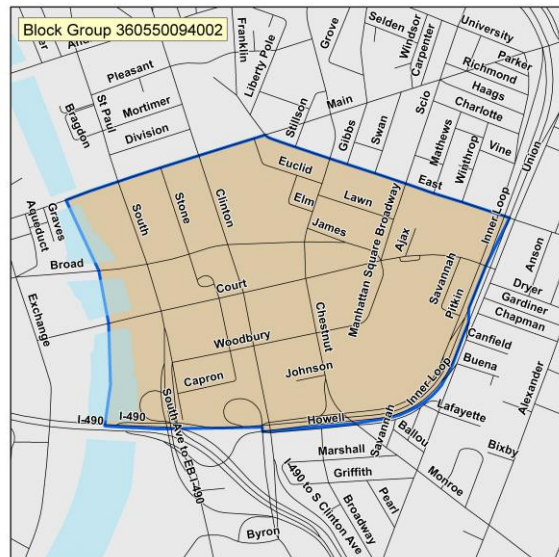 Block Group 360550094002
Franklin
Liberty Pole
Grove
Selden
Windsor
Carpenter
University
Parker
Richmond
Haags
Charlotte
Pleasant
Bragdon
St Paul
Mortimer
Division
Stillson
Main
Gibbs
Swan
Scio
Mathews
Winthrop
Vine
Union
Euclid
East
Inner Loop
Elm
Lawn
James
Manhattan Square Broadway
Ajax
Graves
Aqueduct
South
Stone
Clinton
Anson
Broad
Exchange
Court
Savannah
Pitkin
Dryer
Gardiner
Chapman
Woodbury
Chestnut
Canfield
Buena
Capron
Johnson
Inner Loop
Alexander
I-490
I-490
South Ave to EB I-490
Howell
Savannah
Lafayette
Ballou
Bixby
Marshall
Griffith
I-490 to S Clinton Ave
Broadway
Pearl
Monroe
Byron